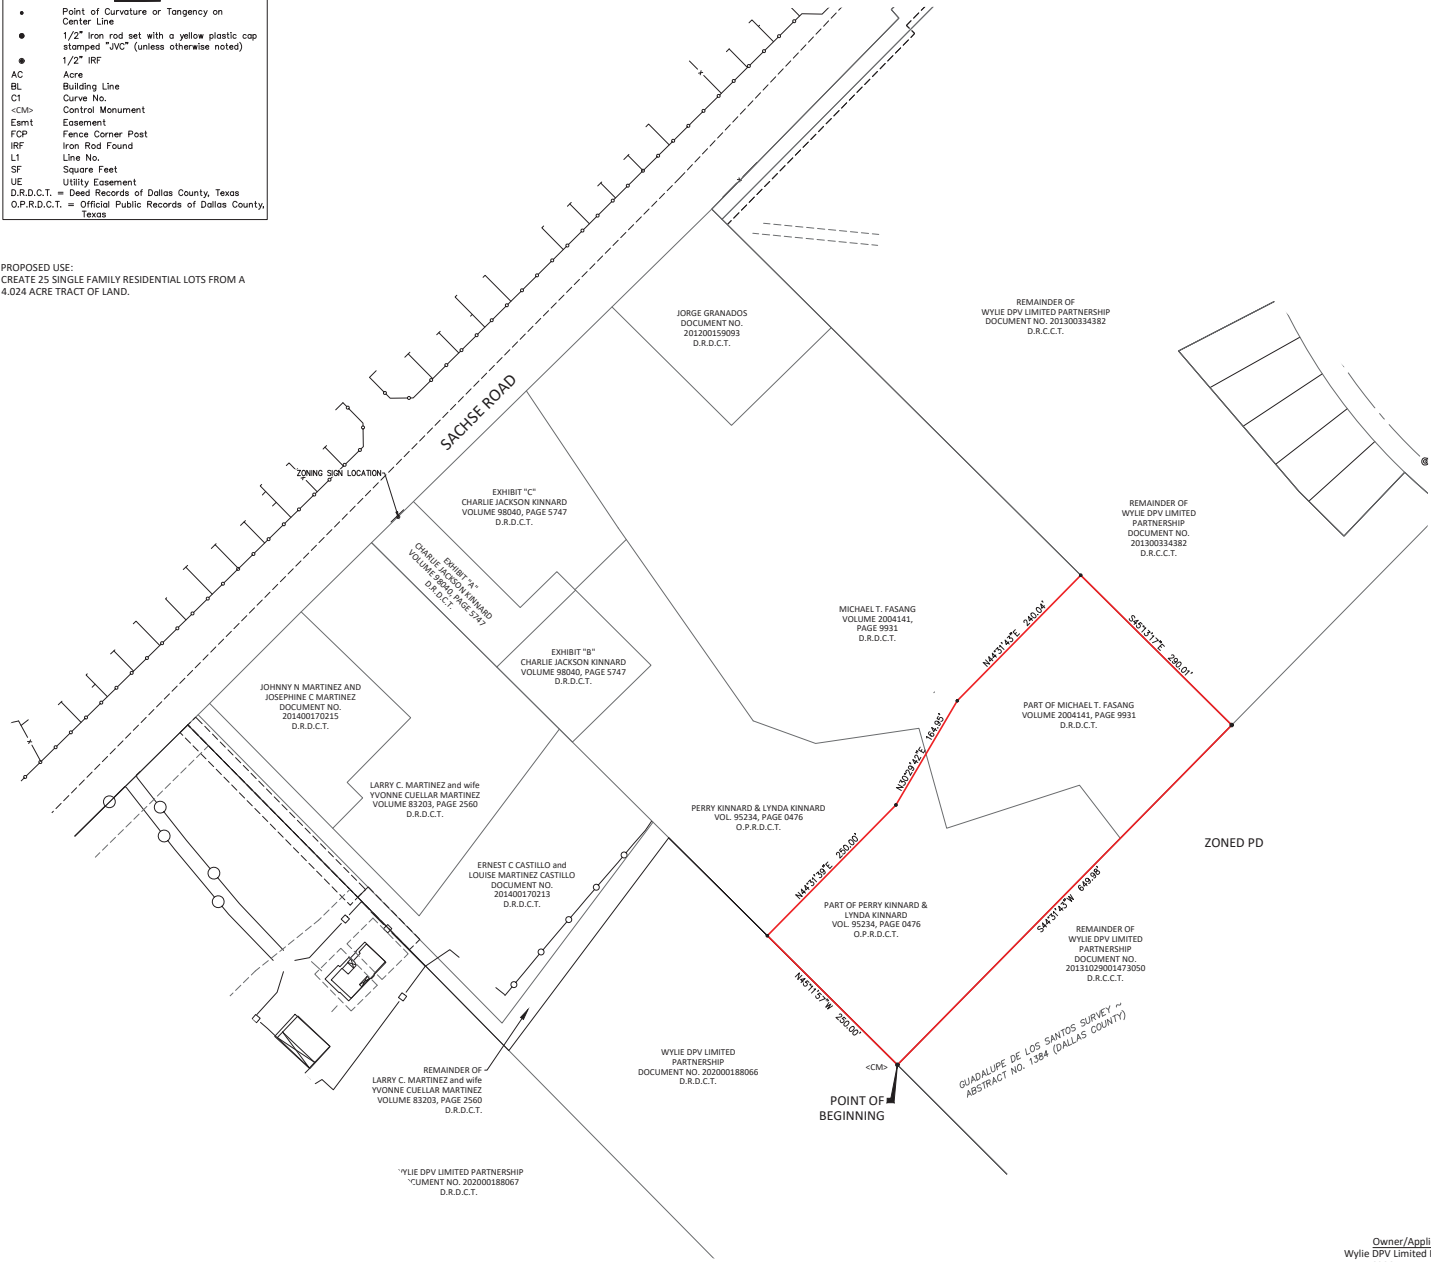 Point of Curvature or Tangency on
Center Line
1/2" Iron rod set with a yellow plastic cap
stamped "JVC" (unless otherwise noted)
1/2" IRF
AC Acre
BL Building Line
C1 Curve No.
<CM> Control Monument
Esmt Easement
FCP Fence Corner Post
IRF Iron Rod Found
L1 Line No.
SF Square Feet
UE Utility Easement
D.R.D.C.T. = Deed Records of Dallas County, Texas
O.P.R.D.C.T. = Official Public Records of Dallas County,
Texas
PROPOSED USE:
CREATE 25 SINGLE FAMILY RESIDENTIAL LOTS FROM A
4.024 ACRE TRACT OF LAND.
JORGE GRANADOS
DOCUMENT NO.
201200159093
D.R.D.C.T.
REMAINDER OF
WYLIE DPV LIMITED PARTNERSHIP
DOCUMENT NO. 201300334382
D.R.C.C.T.
SACHSE ROAD
ZONING SIGN LOCATION
EXHIBIT "C"
CHARLIE JACKSON KINNARD
VOLUME 98040, PAGE 5747
D.R.D.C.T.
REMAINDER OF
WYLIE DPV LIMITED
PARTNERSHIP
DOCUMENT NO.
201300334382
D.R.C.C.T.
EXHIBIT "A"
CHARLIE JACKSON KINNARD
VOLUME 98040, PAGE 5747
D.R.D.C.T.
MICHAEL T. FASANG
VOLUME 2004141,
PAGE 9931
D.R.D.C.T.
N44°31'43"E 240.04'
S45°13'17"E 290.01'
EXHIBIT "B"
CHARLIE JACKSON KINNARD
VOLUME 98040, PAGE 5747
D.R.D.C.T.
JOHNNY N MARTINEZ AND
JOSEPHINE C MARTINEZ
DOCUMENT NO.
201400170215
D.R.D.C.T.
PART OF MICHAEL T. FASANG
VOLUME 2004141, PAGE 9931
D.R.D.C.T.
N30°29'42"E 164.95'
LARRY C. MARTINEZ and wife
YVONNE CUELLAR MARTINEZ
VOLUME 83203, PAGE 2560
D.R.D.C.T.
PERRY KINNARD & LYNDA KINNARD
VOL. 95234, PAGE 0476
O.P.R.D.C.T.
ZONED PD
N44°31'39"E 250.00'
ERNEST C CASTILLO and
LOUISE MARTINEZ CASTILLO
DOCUMENT NO.
201400170213
D.R.D.C.T.
S44°31'43"W 649.98'
PART OF PERRY KINNARD &
LYNDA KINNARD
VOL. 95234, PAGE 0476
O.P.R.D.C.T.
REMAINDER OF
WYLIE DPV LIMITED
PARTNERSHIP
DOCUMENT NO.
20131029001473050
D.R.C.C.T.
N45°11'57"W 250.00'
GUADALUPE DE LOS SANTOS SURVEY ~
ABSTRACT NO. 1384 (DALLAS COUNTY)
WYLIE DPV LIMITED
PARTNERSHIP
DOCUMENT NO. 202000188066
D.R.D.C.T.
<CM>
POINT OF
BEGINNING
REMAINDER OF
LARRY C. MARTINEZ and wife
YVONNE CUELLAR MARTINEZ
VOLUME 83203, PAGE 2560
D.R.D.C.T.
YLIE DPV LIMITED PARTNERSHIP
CUMENT NO. 202000188067
D.R.D.C.T.
Owner/Appli
Wylie DPV Limited